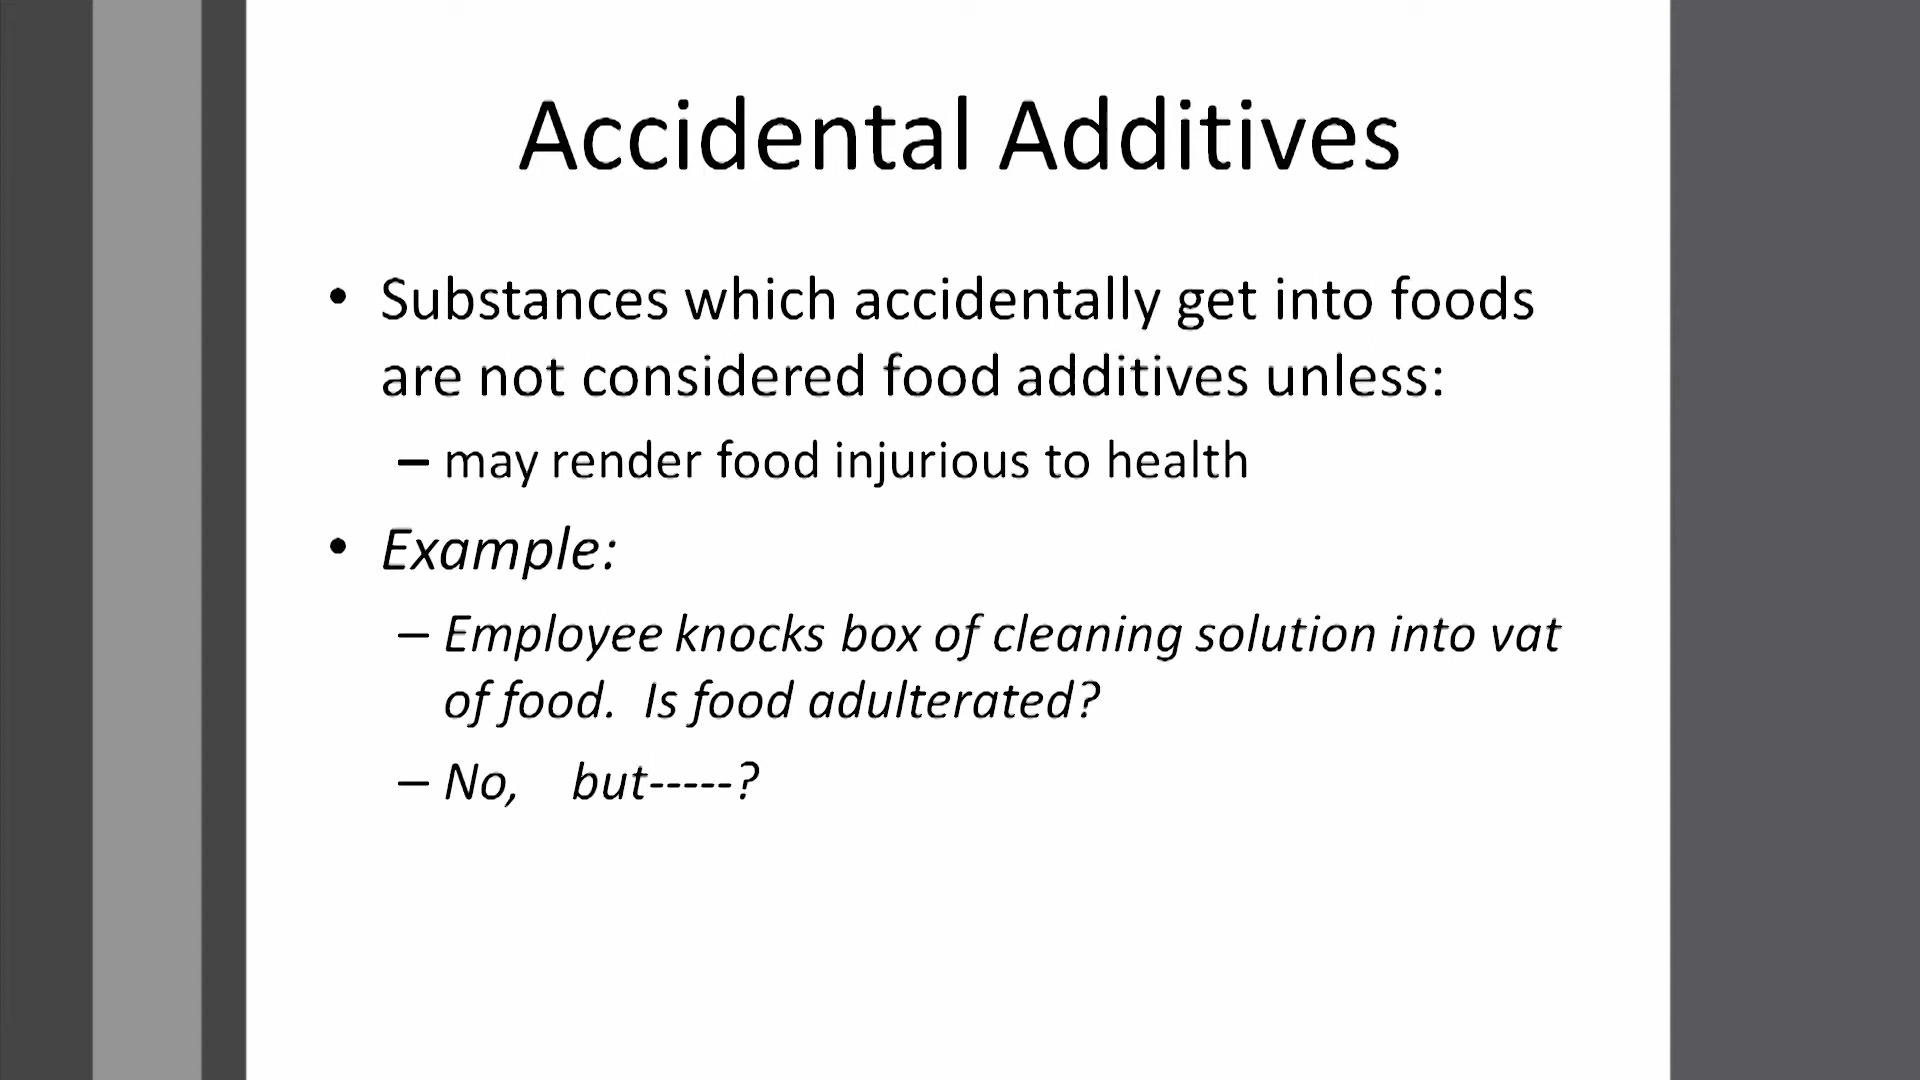 Accidental Additives
• Substances which accidentally get into foods
are not considered food additives unless:
– may render food injurious to health
• Example:
– Employee knocks box of cleaning solution into vat
of food.  Is food adulterated?
– No,    but-----?